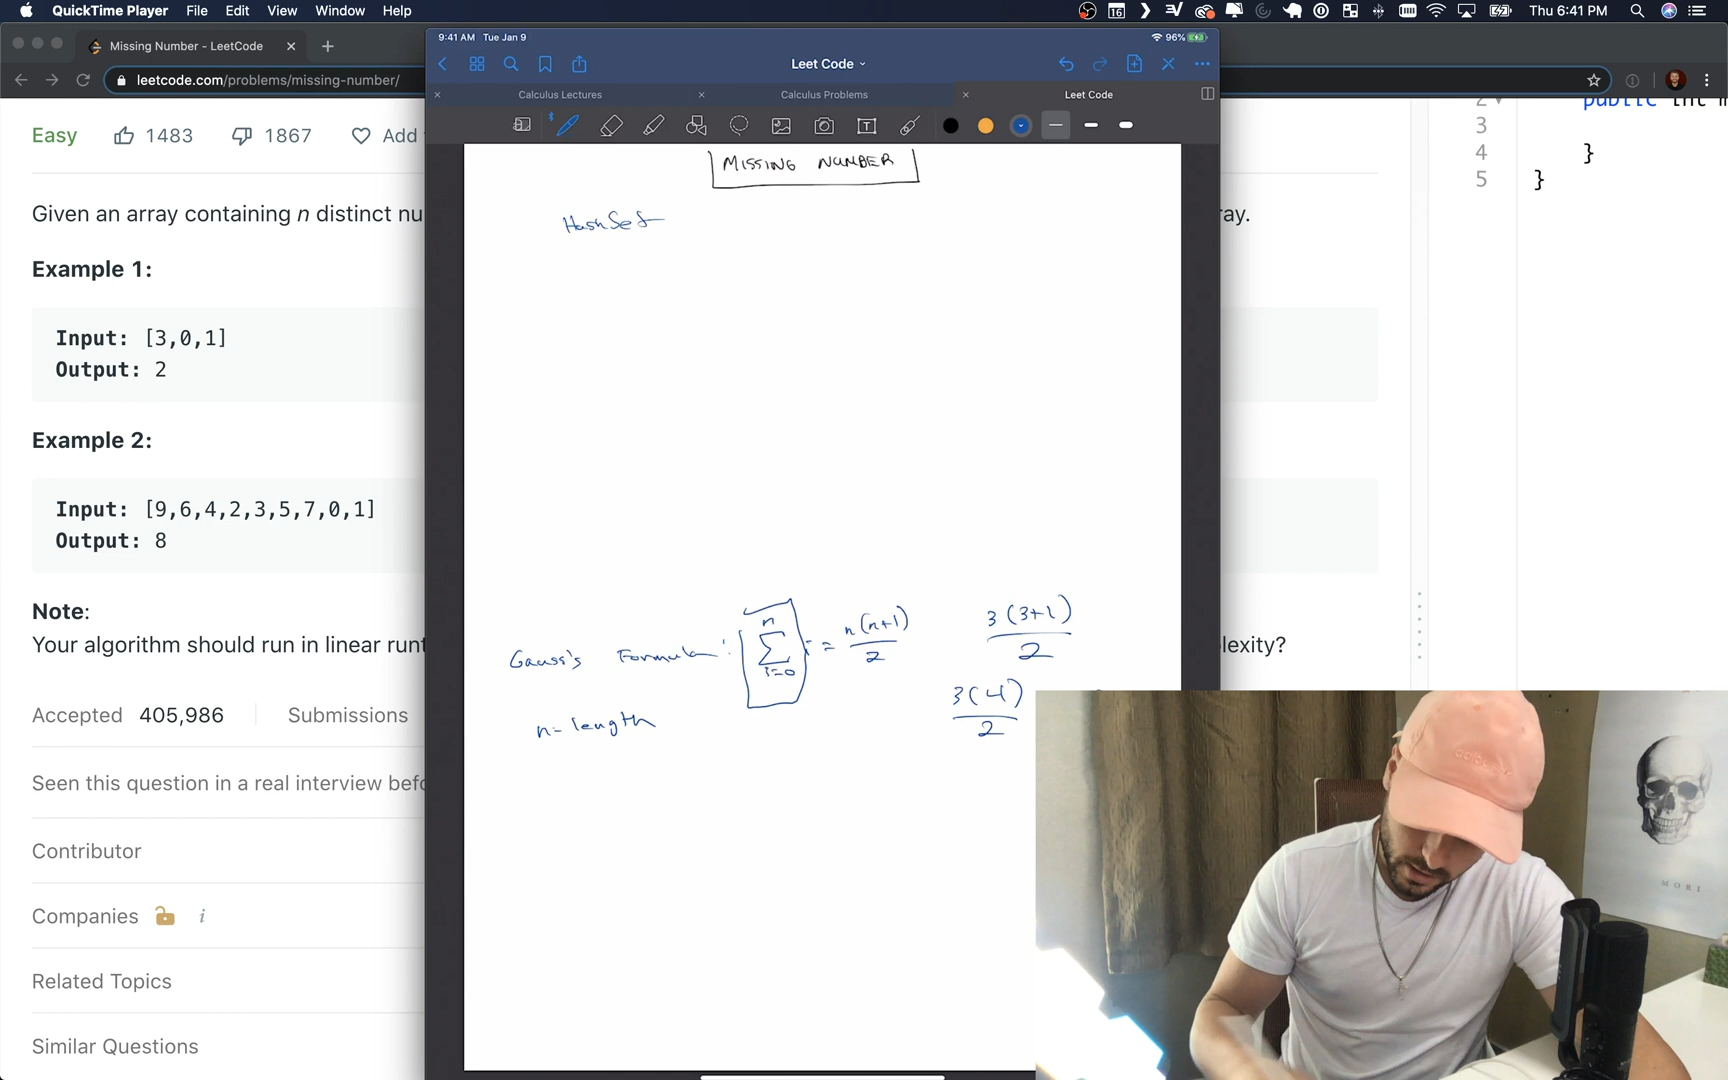 QuickTime Player File Edit View Window Help
16
Thu 6:41 PM
Missing Number - LeetCode
leetcode.com/problems/missing-number/
9:41 AM Tue Jan 9
96%
Leet Code
Calculus Lectures
Calculus Problems
Leet Code
T
MISSING NUMBER
HashSet
Gauss's Formula: n ∑ i=0 i = n(n+1) / 2
3(3+1) / 2
n - length
3(4) / 2
Easy 1483 1867 Add
Given an array containing n distinct nu
ray.
Example 1:
Input: [3,0,1]
Output: 2
Example 2:
Input: [9,6,4,2,3,5,7,0,1]
Output: 8
Note:
Your algorithm should run in linear runt
lexity?
Accepted 405,986 Submissions
Seen this question in a real interview befo
Contributor
Companies i
Related Topics
Similar Questions
2 public int
3
4 }
5 }
MORI